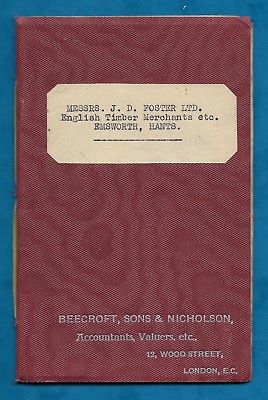 MESSRS. J. D. FOSTER LTD.
English Timber Merchants etc.
EMSWORTH, HANTS.
BEECROFT, SONS & NICHOLSON,
Accountants, Valuers, etc.,
12, WOOD STREET,
LONDON, E.C.